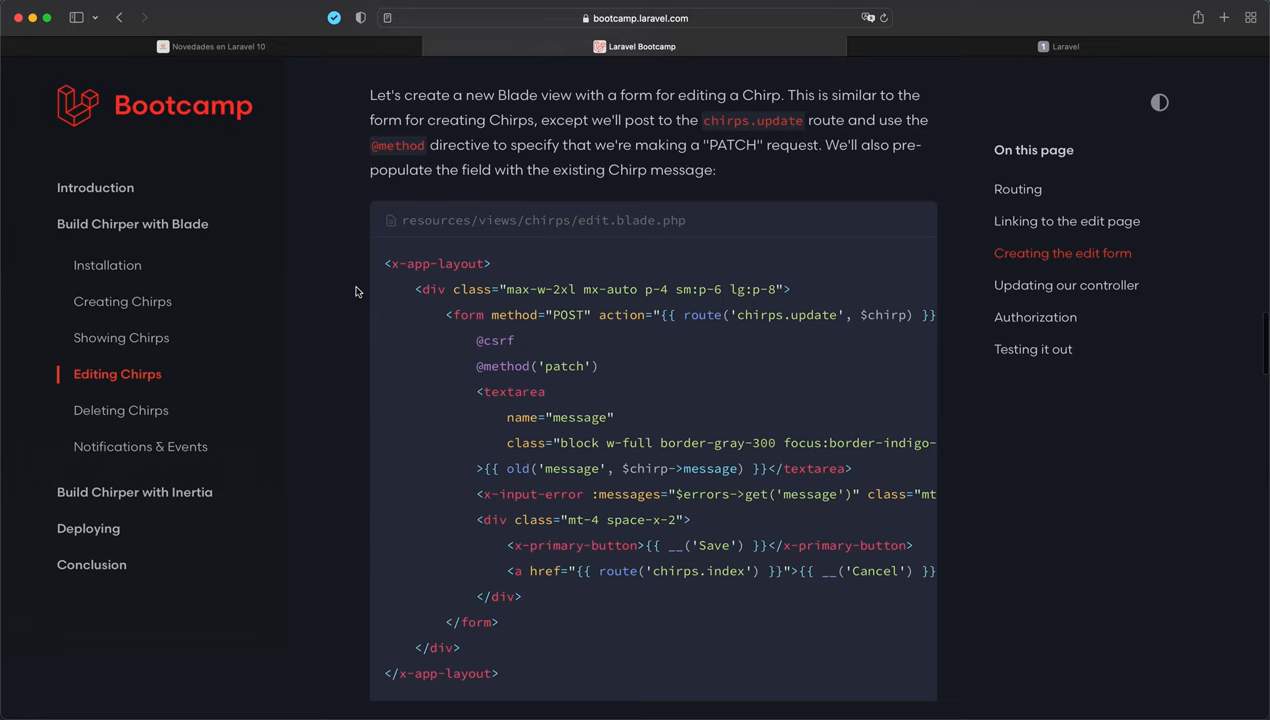 bootcamp.laravel.com
Novedades en Laravel 10
Laravel Bootcamp
1 Laravel
Bootcamp
Introduction
Build Chirper with Blade
Installation
Creating Chirps
Showing Chirps
Editing Chirps
Deleting Chirps
Notifications & Events
Build Chirper with Inertia
Deploying
Conclusion
Let's create a new Blade view with a form for editing a Chirp. This is similar to the
form for creating Chirps, except we'll post to the chirps.update route and use the
@method directive to specify that we're making a "PATCH" request. We'll also pre-
populate the field with the existing Chirp message:
resources/views/chirps/edit.blade.php
<x-app-layout>
<div class="max-w-2xl mx-auto p-4 sm:p-6 lg:p-8">
<form method="POST" action="{{ route('chirps.update', $chirp) }}
@csrf
@method('patch')
<textarea
name="message"
class="block w-full border-gray-300 focus:border-indigo-
>{{ old('message', $chirp->message) }}</textarea>
<x-input-error :messages="$errors->get('message')" class="mt
<div class="mt-4 space-x-2">
<x-primary-button>{{ __('Save') }}</x-primary-button>
<a href="{{ route('chirps.index') }}">{{ __('Cancel') }}
</div>
</form>
</div>
</x-app-layout>
On this page
Routing
Linking to the edit page
Creating the edit form
Updating our controller
Authorization
Testing it out